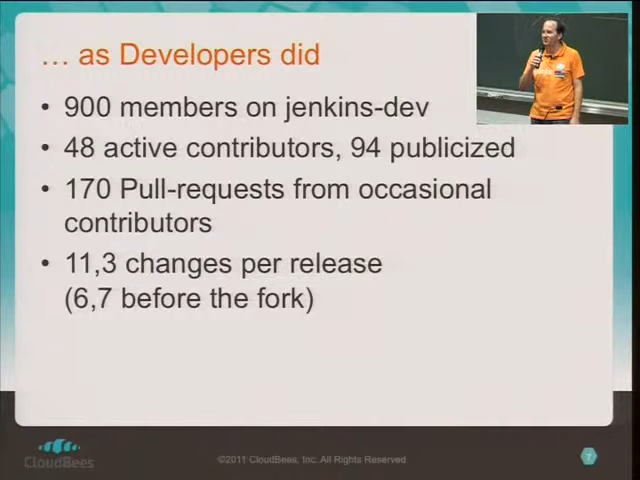 … as Developers did
• 900 members on jenkins-dev
• 48 active contributors, 94 publicized
• 170 Pull-requests from occasional
contributors
• 11,3 changes per release
(6,7 before the fork)
CloudBees
©2011 CloudBees, Inc. All Rights Reserved
7